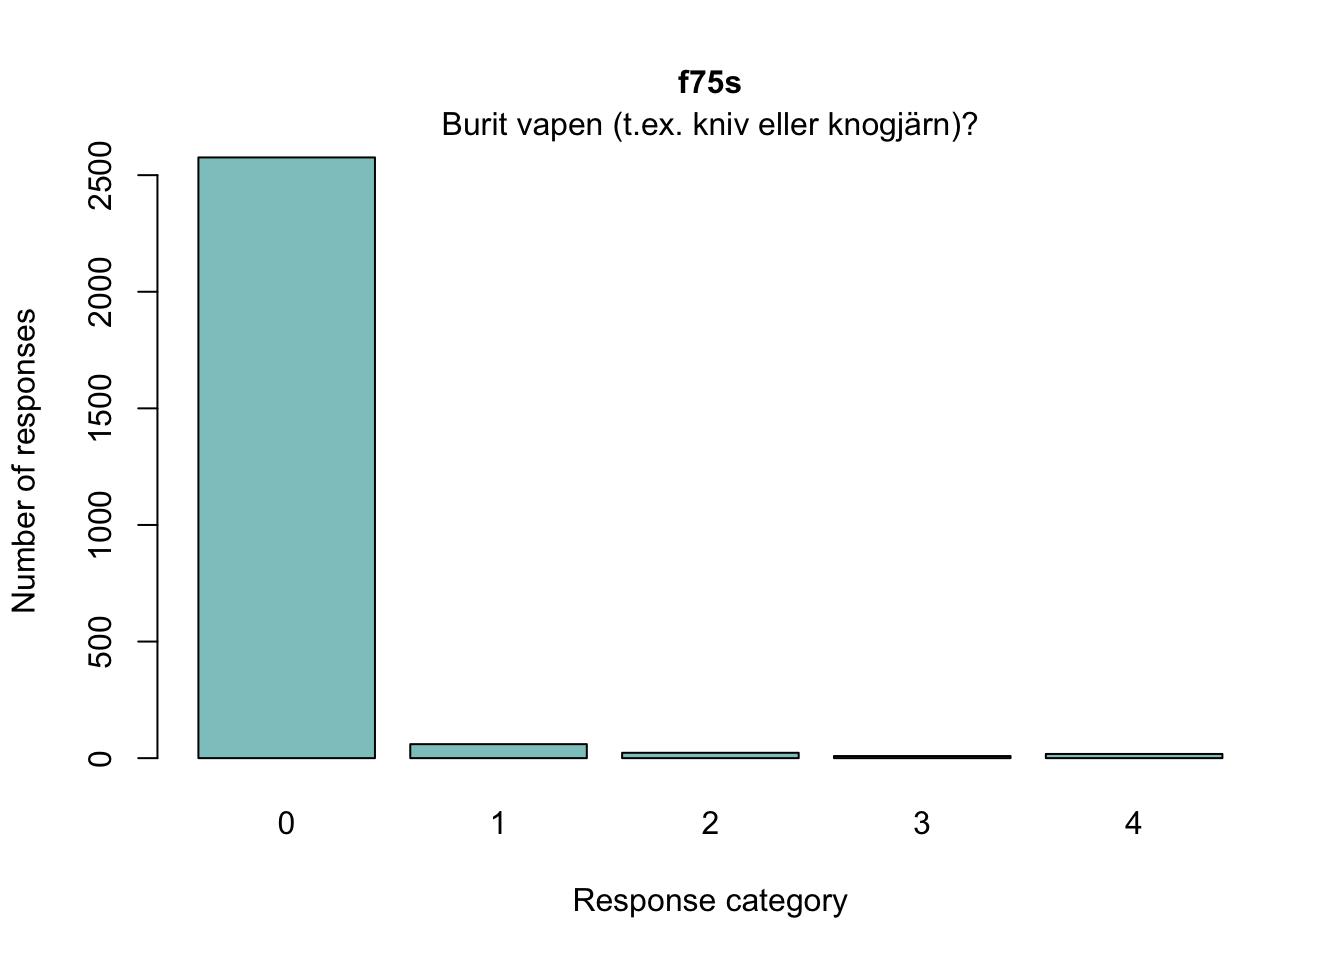 f75s
Burit vapen (t.ex. kniv eller knogjärn)?
Number of responses
2500
2000
1500
1000
500
0
0 1 2 3 4
Response category